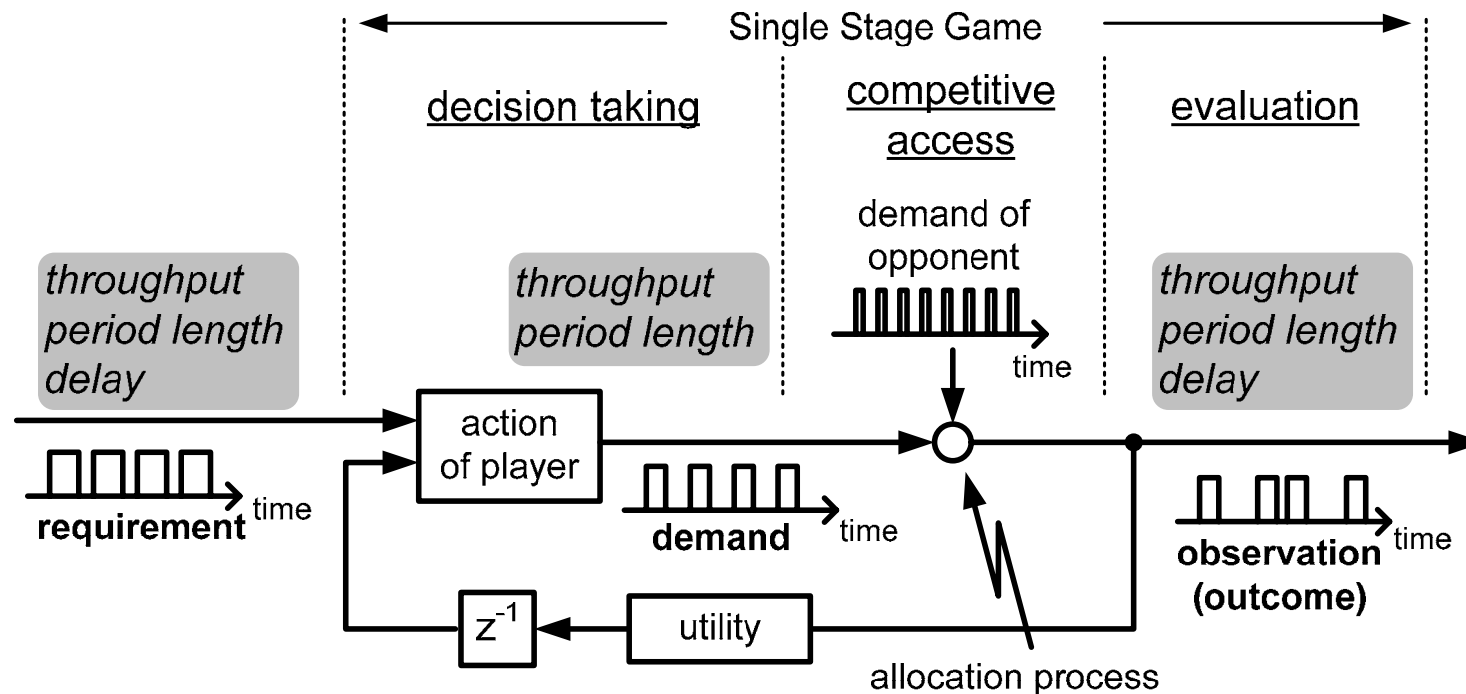 Single Stage Game
decision taking
competitive
access
evaluation
demand of
opponent
time
throughput
period length
delay
throughput
period length
throughput
period length
delay
action
of player
time
requirement
time
demand
time
observation
(outcome)
z⁻¹
utility
allocation process